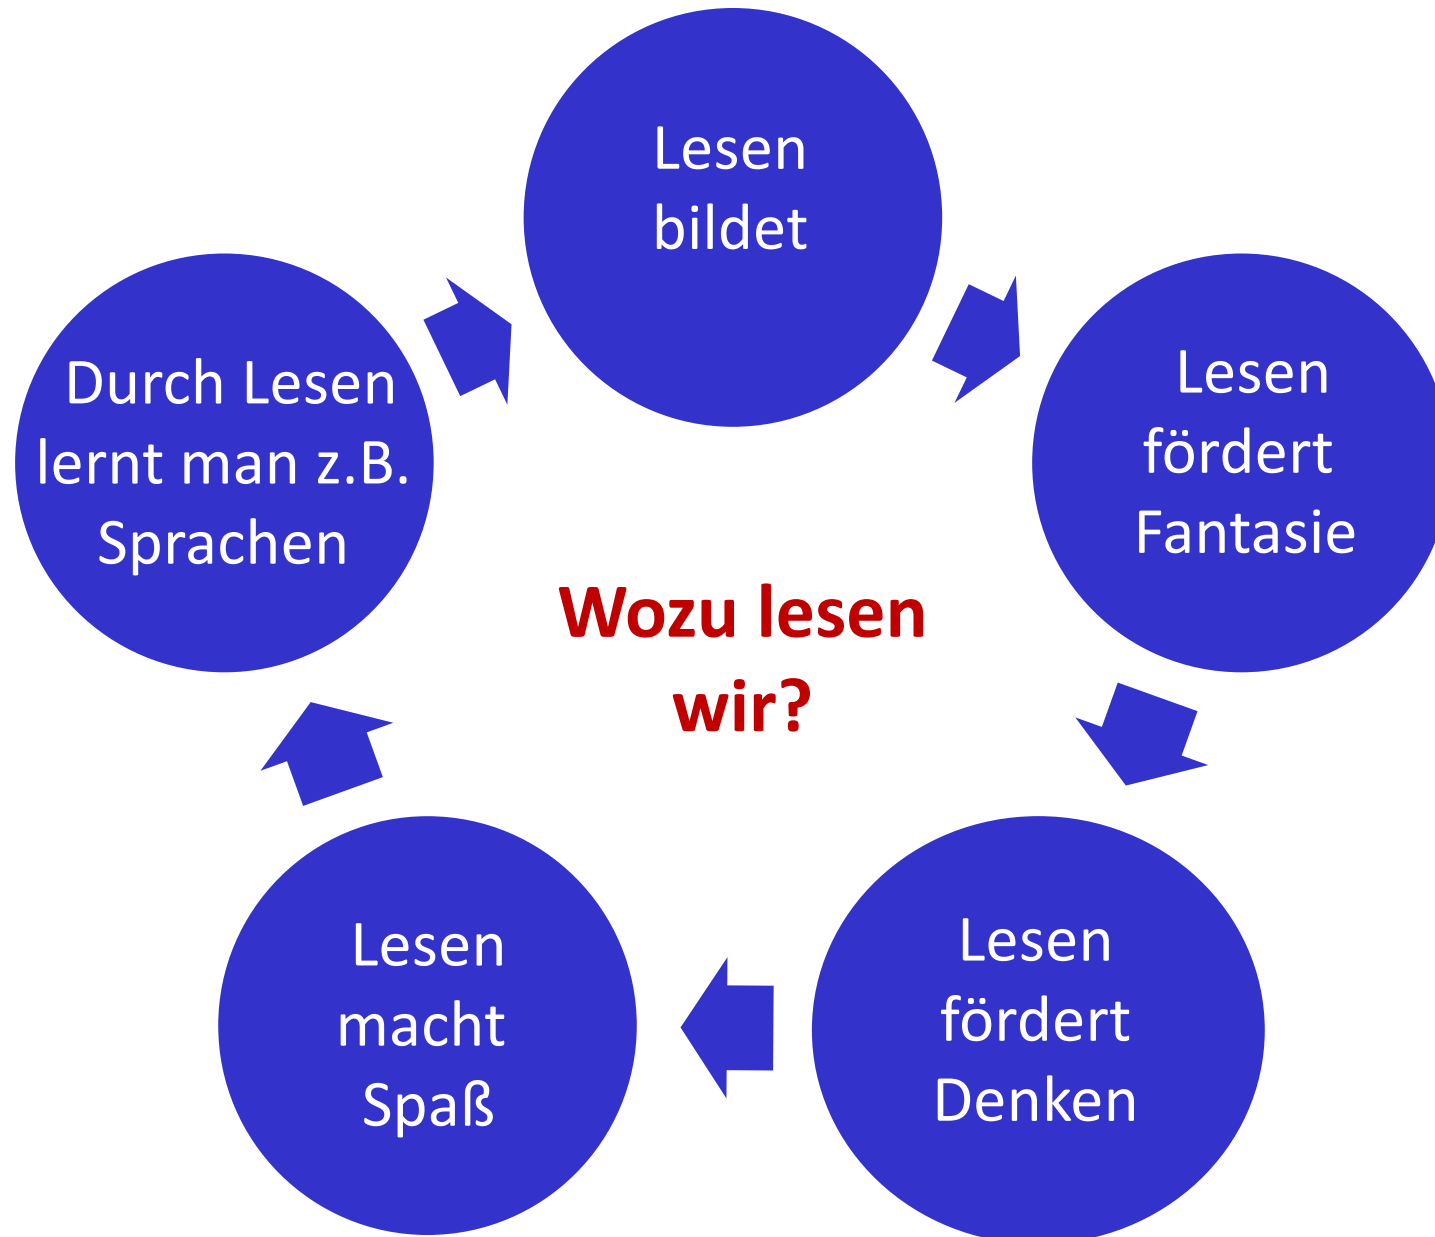 Lesen
bildet
Lesen
fördert
Fantasie
Lesen
fördert
Denken
Lesen
macht
Spaß
Durch Lesen
lernt man z.B.
Sprachen
Wozu lesen
wir?